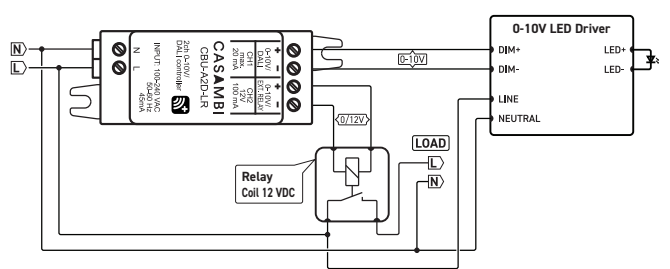 N
L
N
L
INPUT: 100-240 VAC
50-60 Hz
45mA
2ch 0-10V/
DALI controller
CASAMBI
CBU-A2D-LR
0-10V/
DALI
CH1
max.
20 mA
0-10V/
EXT. RELAY
CH2
12V
100 mA
+
-
+
-
0-10V
0/12V
Relay
Coil 12 VDC
LOAD
L
N
0-10V LED Driver
DIM+
DIM-
LINE
NEUTRAL
LED+
LED-